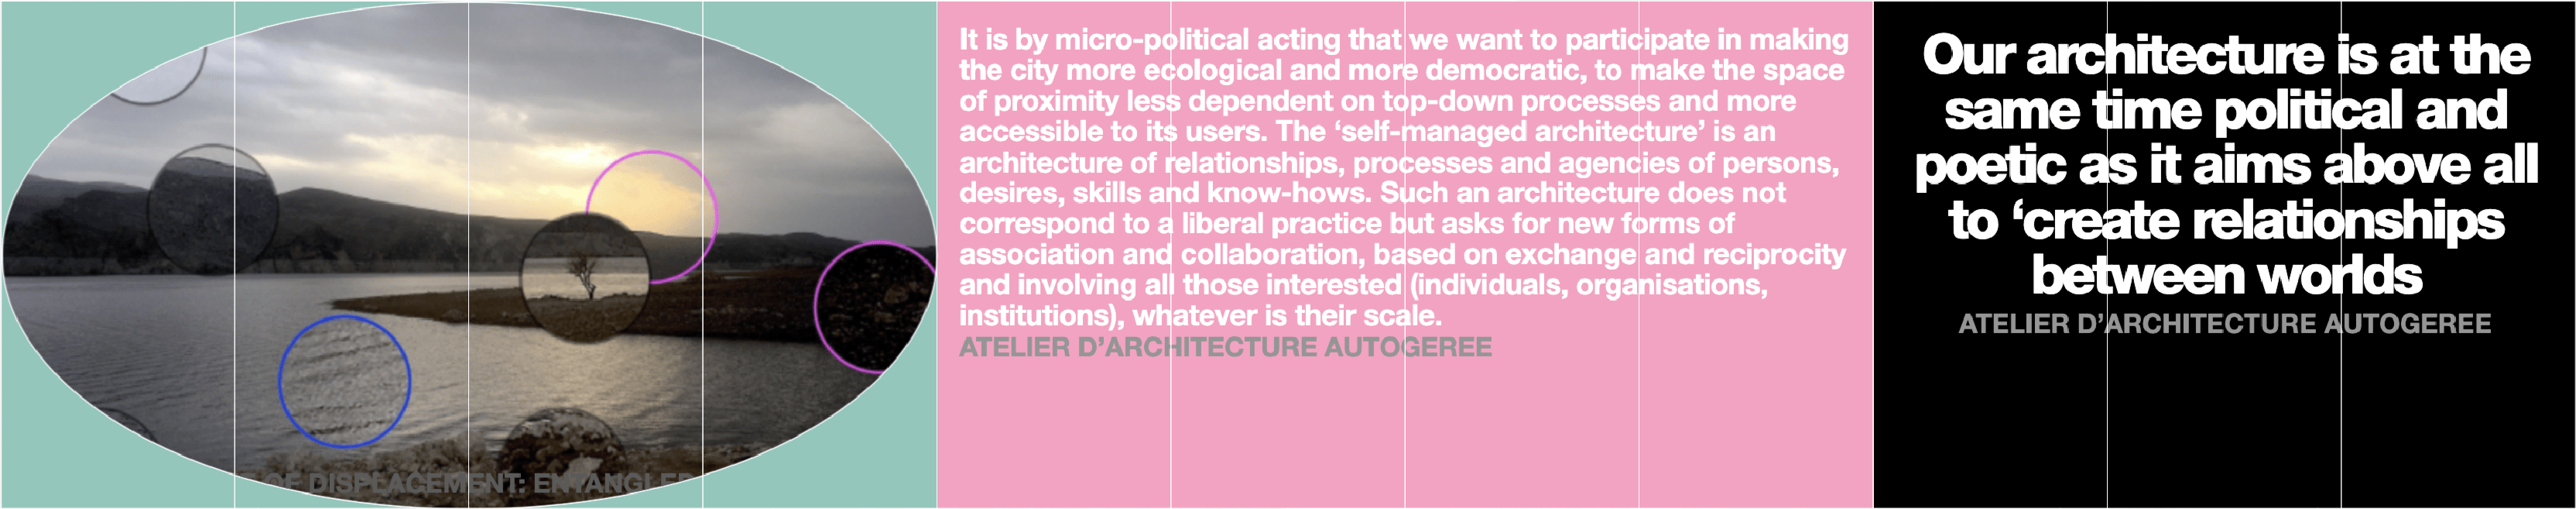 OF DISPLACEMENT: ENTANGLED
It is by micro-political acting that we want to participate in making
the city more ecological and more democratic, to make the space
of proximity less dependent on top-down processes and more
accessible to its users. The ‘self-managed architecture’ is an
architecture of relationships, processes and agencies of persons,
desires, skills and know-hows. Such an architecture does not
correspond to a liberal practice but asks for new forms of
association and collaboration, based on exchange and reciprocity
and involving all those interested (individuals, organisations,
institutions), whatever is their scale.
ATELIER D’ARCHITECTURE AUTOGEREE
Our architecture is at the
same time political and
poetic as it aims above all
to ‘create relationships
between worlds
ATELIER D’ARCHITECTURE AUTOGEREE